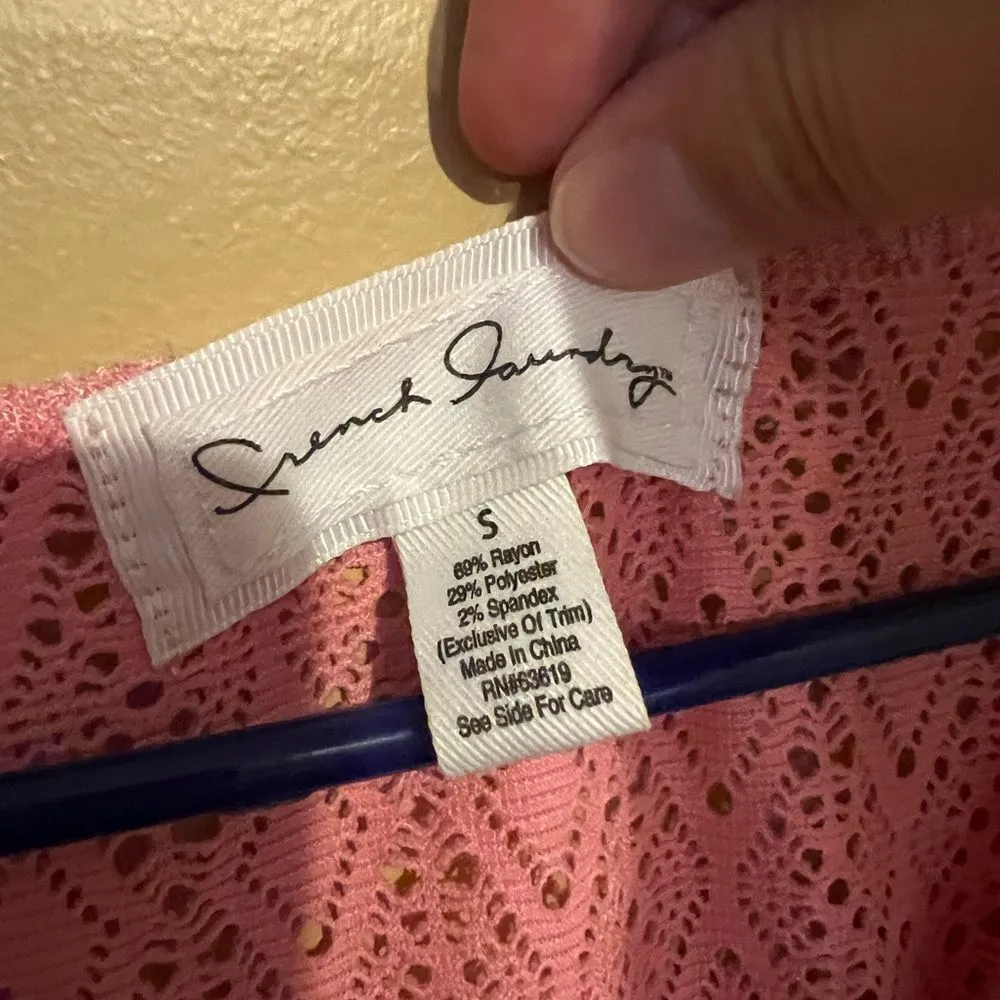 French Laundry™
S
69% Rayon
29% Polyester
2% Spandex
(Exclusive Of Trim)
Made In China
RN#63619
See Side For Care